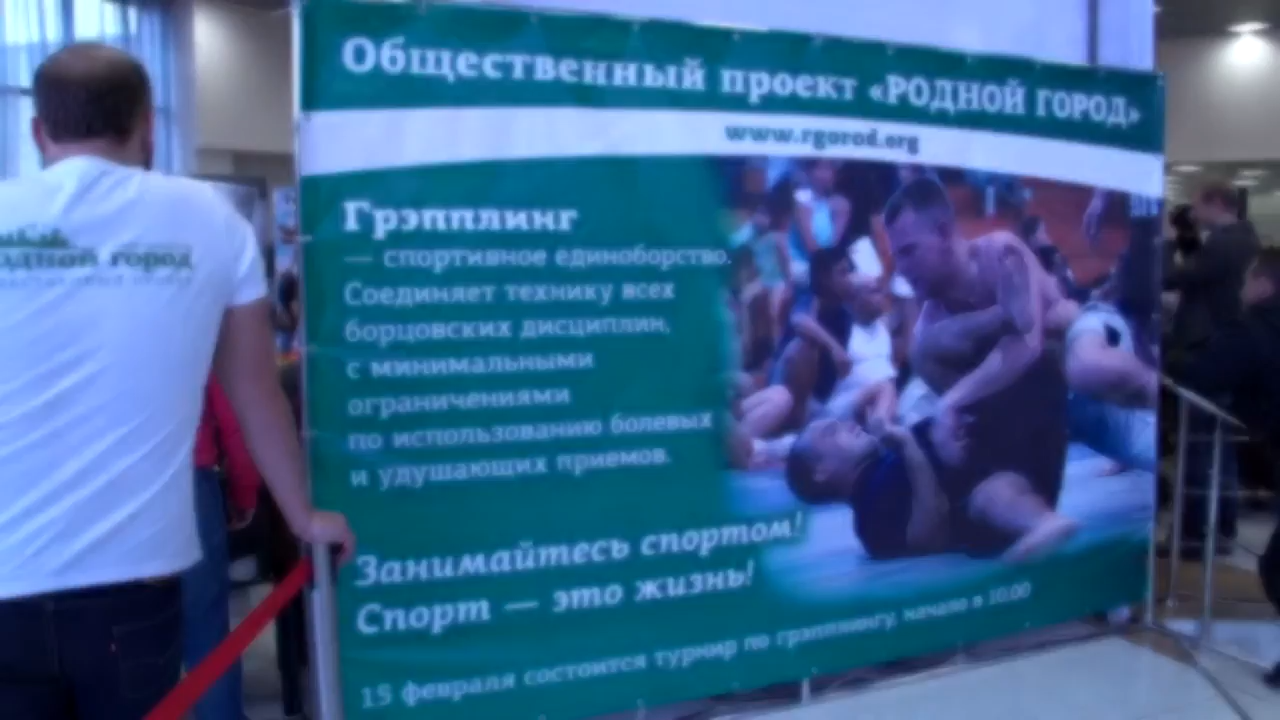 Общественный проект «РОДНОЙ ГОРОД»
www.rgorod.org
Грэпплинг
— спортивное единоборство.
Соединяет технику всех
борцовских дисциплин,
с минимальными
ограничениями
по использованию болевых
и удушающих приемов.
Занимайтесь спортом!
Спорт — это жизнь!
15 февраля состоится турнир по грэпплингу, начало в 10:00
город